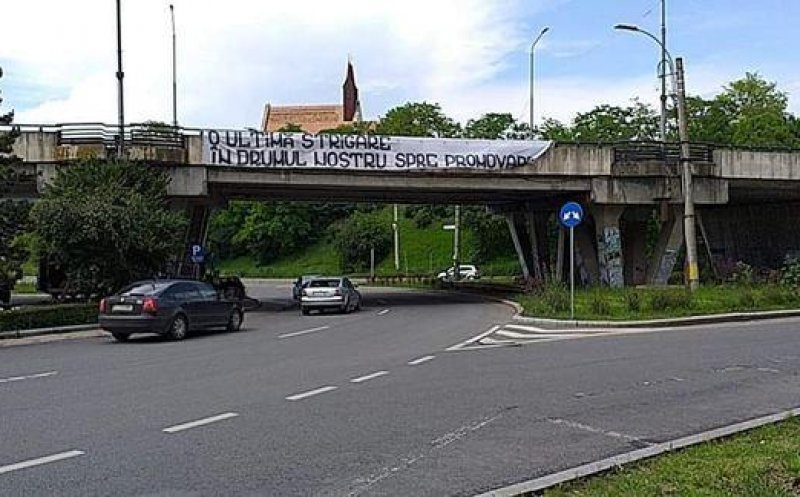 O ULTIMĂ STRIGARE
ÎN DRUMUL NOSTRU SPRE PROMOVARE
P